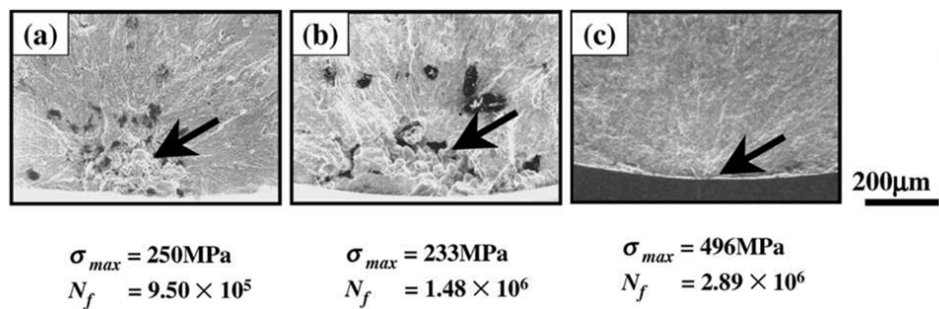 (a) (b) (c)
200μm
σmax = 250MPa
Nf = 9.50 × 10⁵
σmax = 233MPa
Nf = 1.48 × 10⁶
σmax = 496MPa
Nf = 2.89 × 10⁶